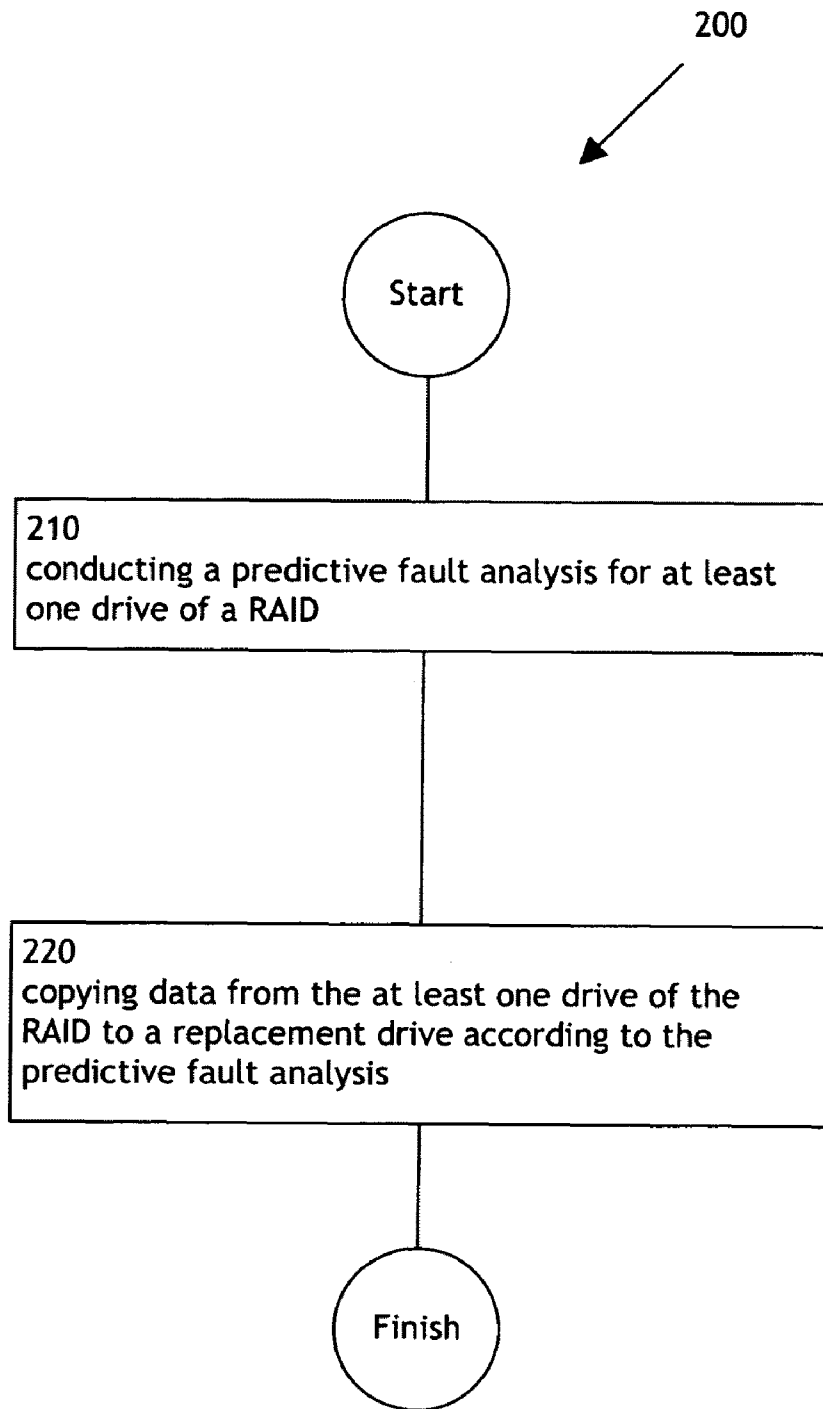 200
Start
210
conducting a predictive fault analysis for at least
one drive of a RAID
220
copying data from the at least one drive of the
RAID to a replacement drive according to the
predictive fault analysis
Finish